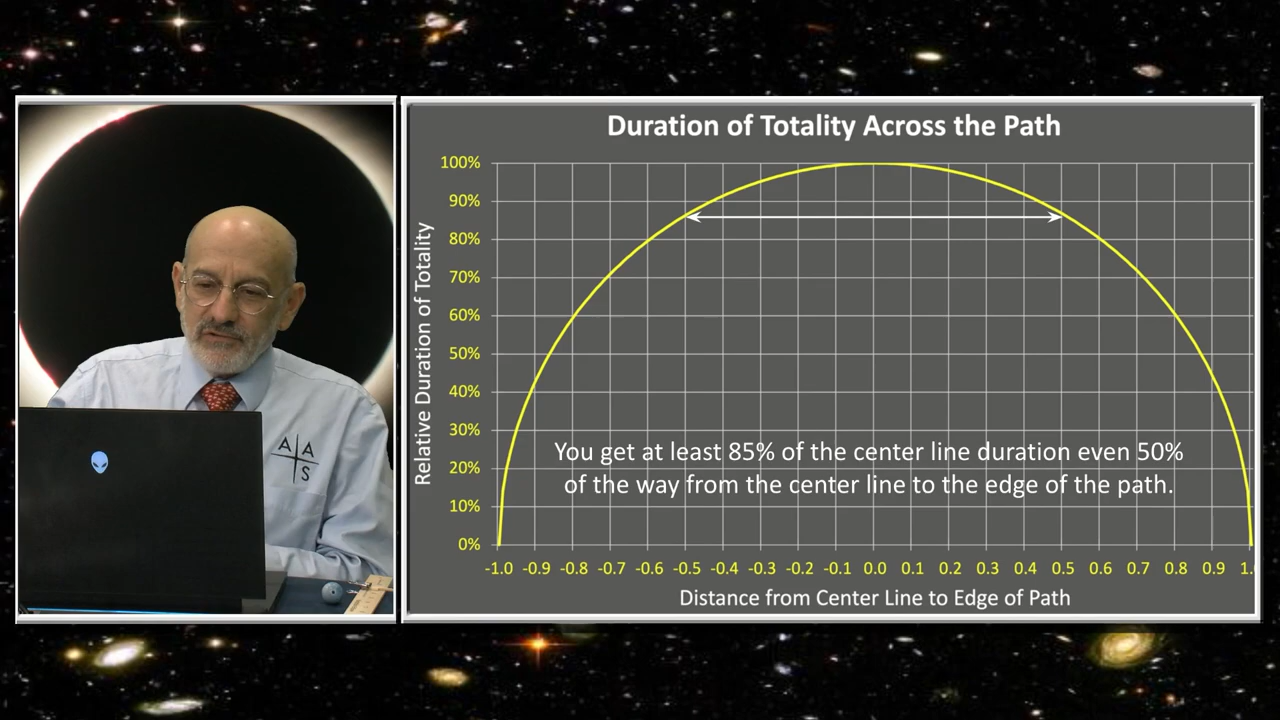 Duration of Totality Across the Path
Relative Duration of Totality
100%
90%
80%
70%
60%
50%
40%
30%
20%
10%
0%
You get at least 85% of the center line duration even 50%
of the way from the center line to the edge of the path.
-1.0 -0.9 -0.8 -0.7 -0.6 -0.5 -0.4 -0.3 -0.2 -0.1 0.0 0.1 0.2 0.3 0.4 0.5 0.6 0.7 0.8 0.9 1.
Distance from Center Line to Edge of Path
A A
S